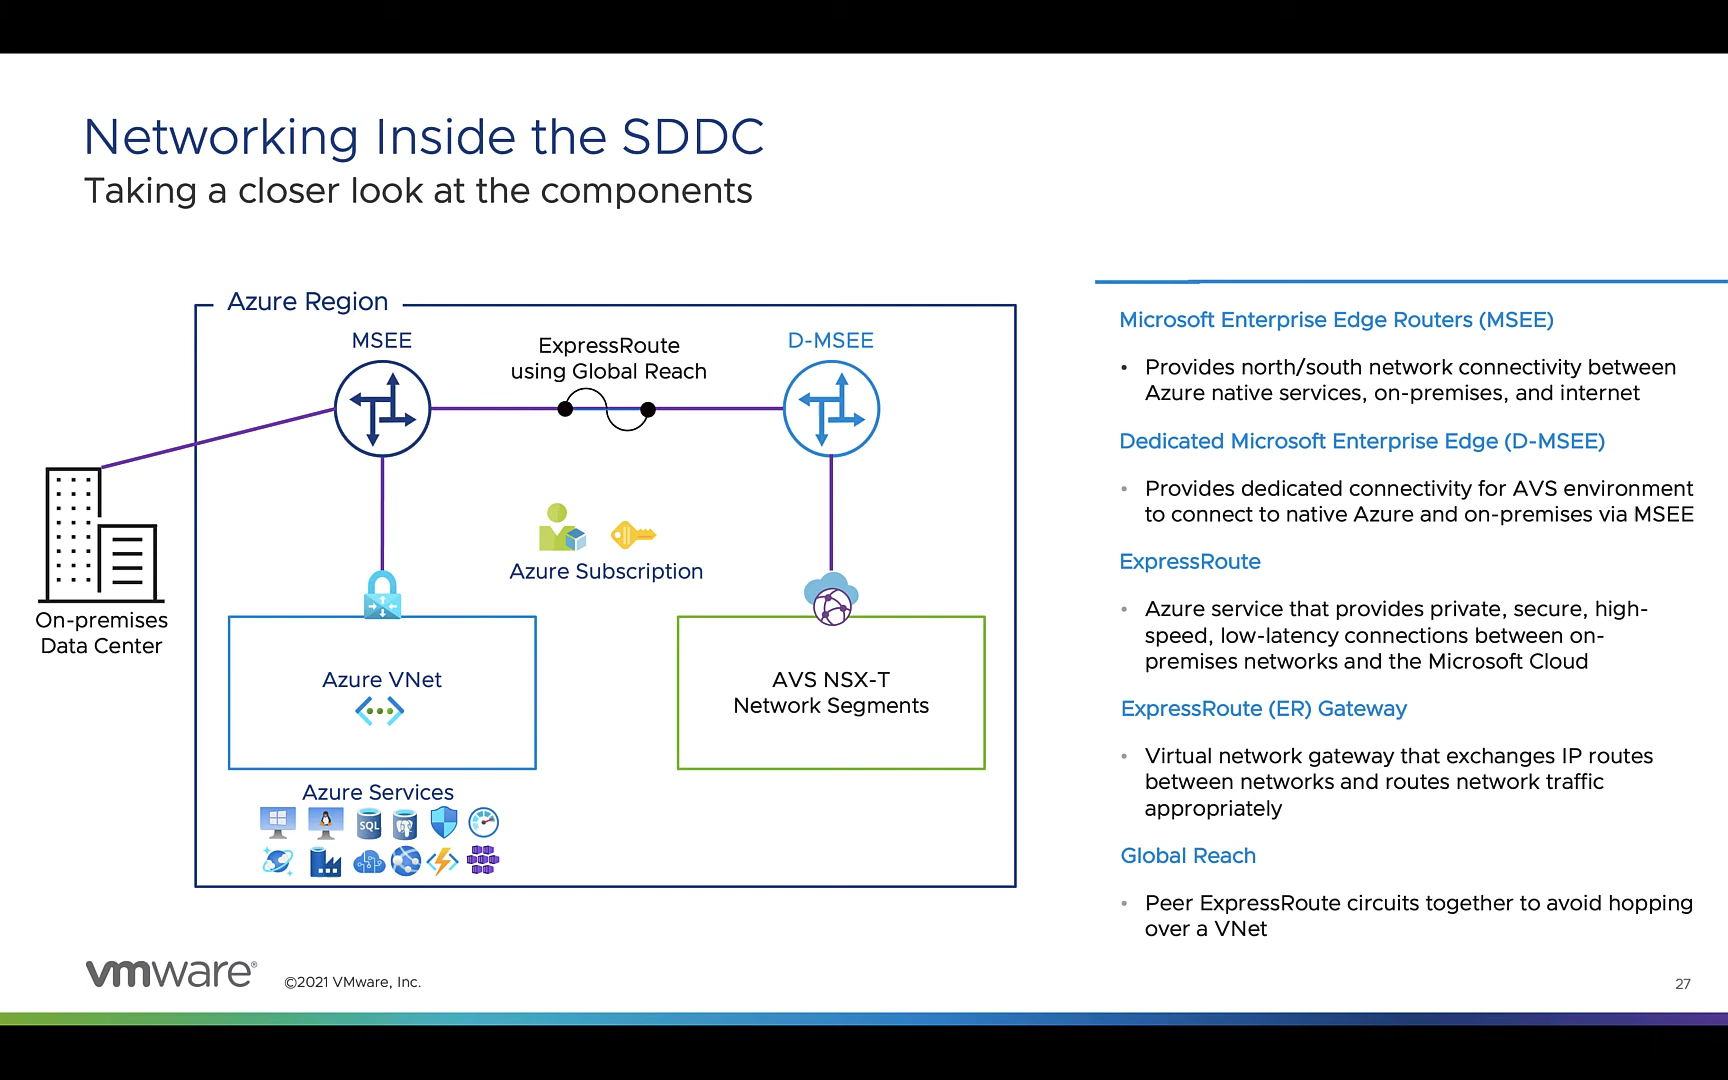 Networking Inside the SDDC
Taking a closer look at the components
Azure Region
MSEE
ExpressRoute
using Global Reach
D-MSEE
On-premises
Data Center
Azure Subscription
Azure VNet
AVS NSX-T
Network Segments
Azure Services
SQL
Microsoft Enterprise Edge Routers (MSEE)
• Provides north/south network connectivity between
Azure native services, on-premises, and internet
Dedicated Microsoft Enterprise Edge (D-MSEE)
• Provides dedicated connectivity for AVS environment
to connect to native Azure and on-premises via MSEE
ExpressRoute
• Azure service that provides private, secure, high-
speed, low-latency connections between on-
premises networks and the Microsoft Cloud
ExpressRoute (ER) Gateway
• Virtual network gateway that exchanges IP routes
between networks and routes network traffic
appropriately
Global Reach
• Peer ExpressRoute circuits together to avoid hopping
over a VNet
vmware®
©2021 VMware, Inc.
27